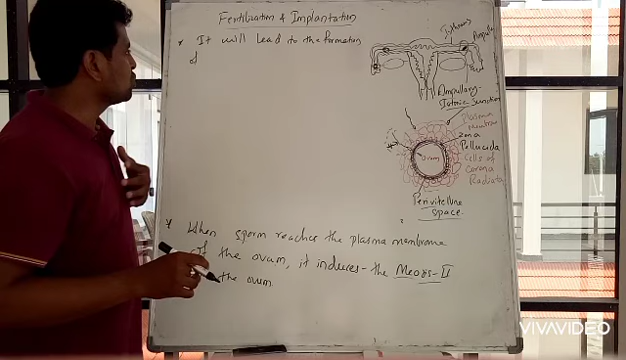 Fertilization & Implantation
* It will lead to the formation
of
Isthmus
Ampulla
Ampullary-
Isthmic Junction
Plasma
membrane
Zona
Pellucida
Ovum
Cells of
Corona
Radiata
Perivitelline
Space.
* When sperm reaches the plasma membrane
of the ovum, it induces the Meosis-II
the ovum
VIVAVIDEO